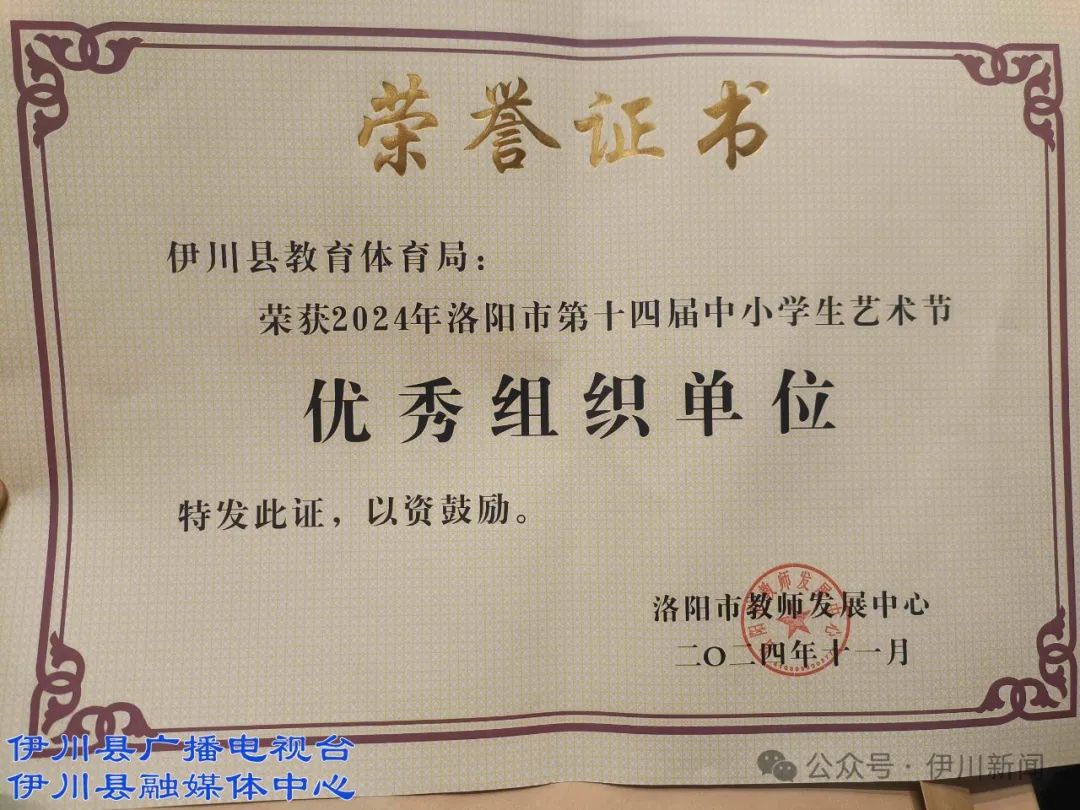 荣誉证书
伊川县教育体育局：
荣获2024年洛阳市第十四届中小学生艺术节
优秀组织单位
特发此证，以资鼓励。
洛阳市教师发展中心
二〇二四年十一月
伊川县广播电视台
伊川县融媒体中心
公众号·伊川新闻